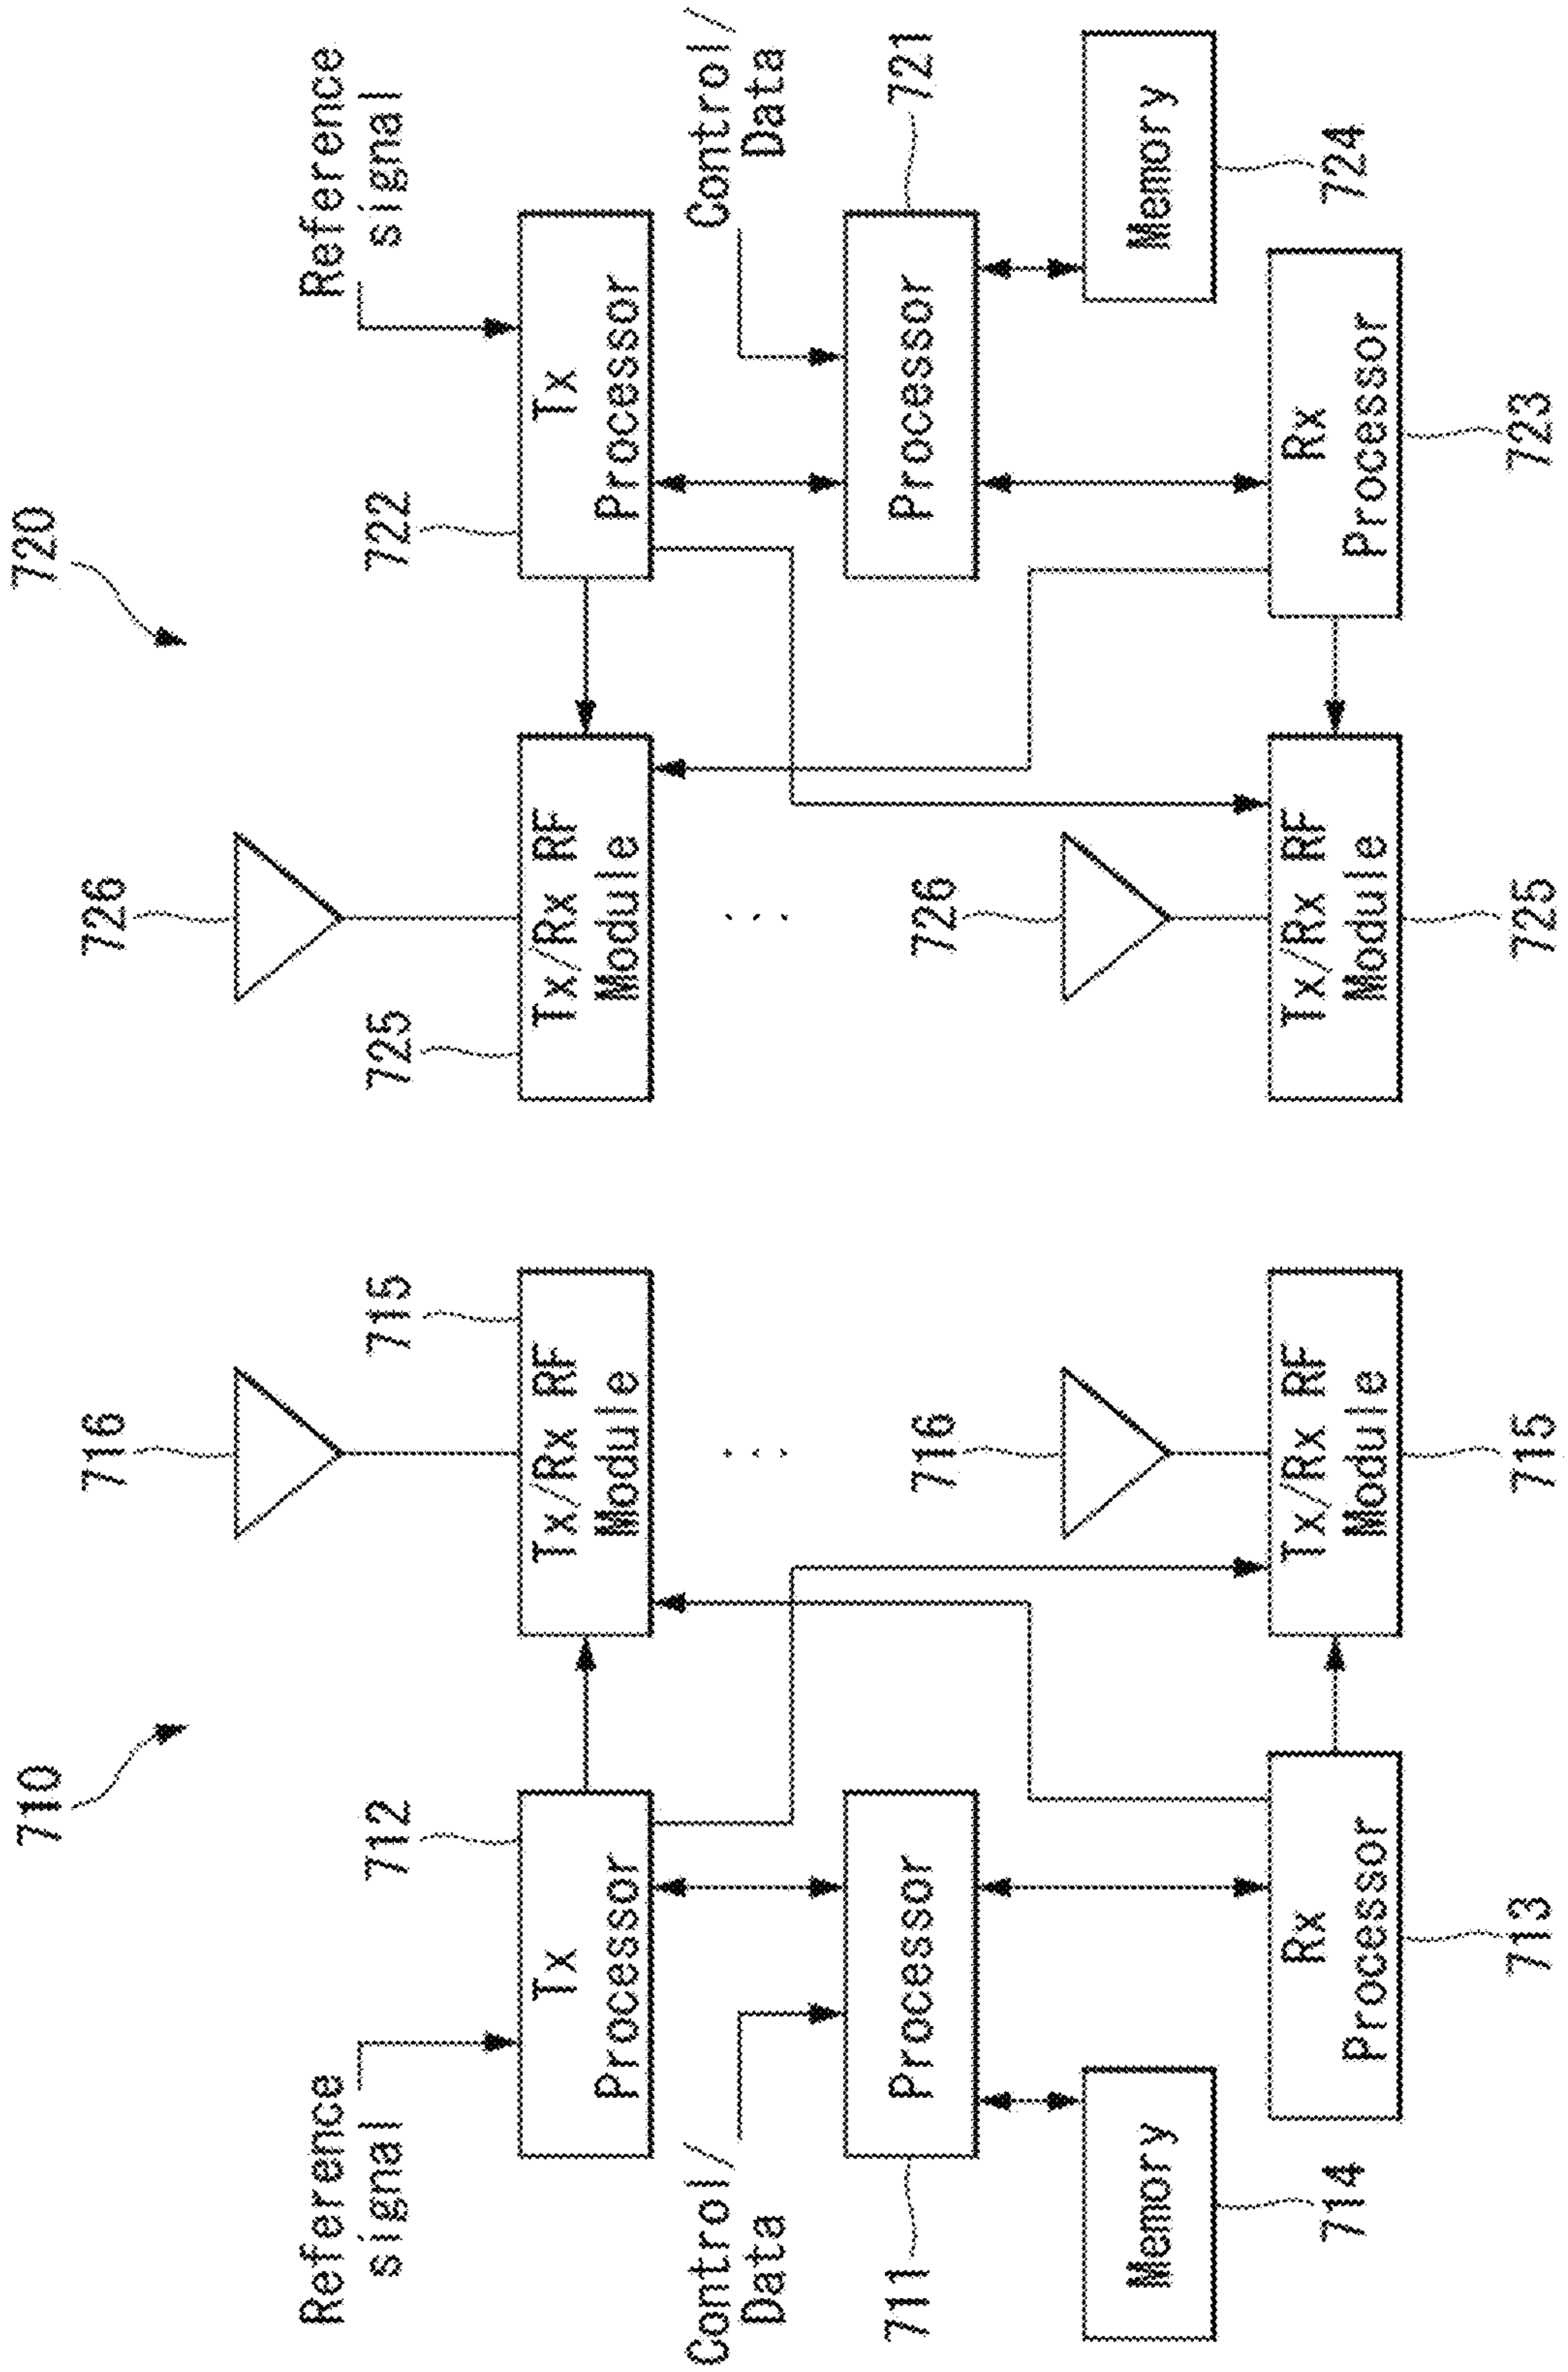 710
720
716
726
Reference
signal
712
715
725
722
Reference
signal
Tx
Processor
Tx/Rx RF
Module
Tx/Rx RF
Module
Tx
Processor
Control/
Data
Control/
Data
711
Processor
716
726
Processor
721
Memory
Memory
714
Rx
Processor
Tx/Rx RF
Module
Tx/Rx RF
Module
Rx
Processor
724
713
715
725
723